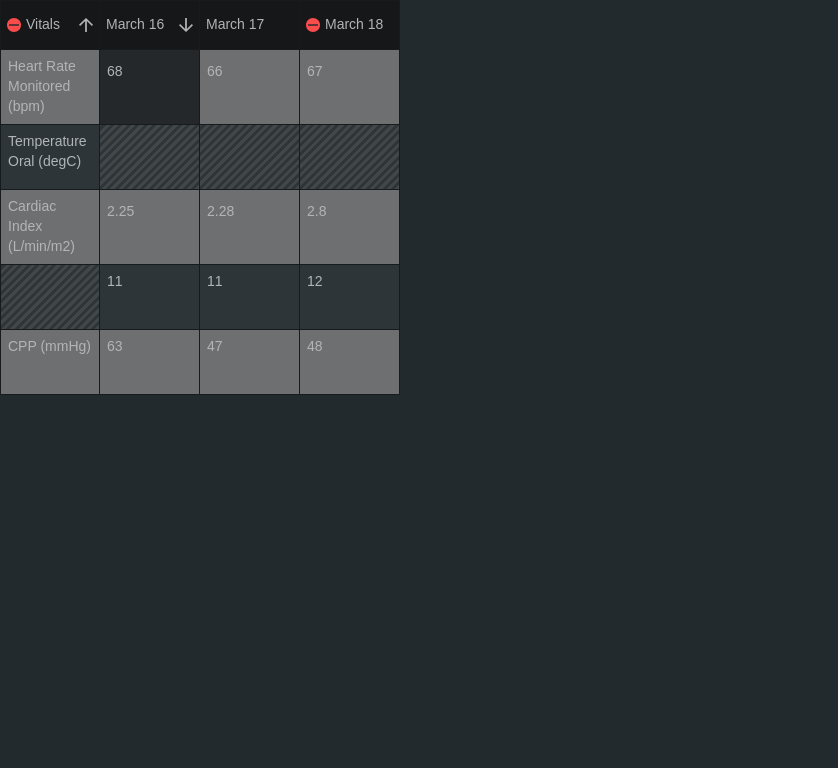 Vitals March 16 March 17 March 18
Heart Rate
Monitored
(bpm)
68 66 67
Temperature
Oral (degC)
Cardiac
Index
(L/min/m2)
2.25 2.28 2.8
11 11 12
CPP (mmHg) 63 47 48